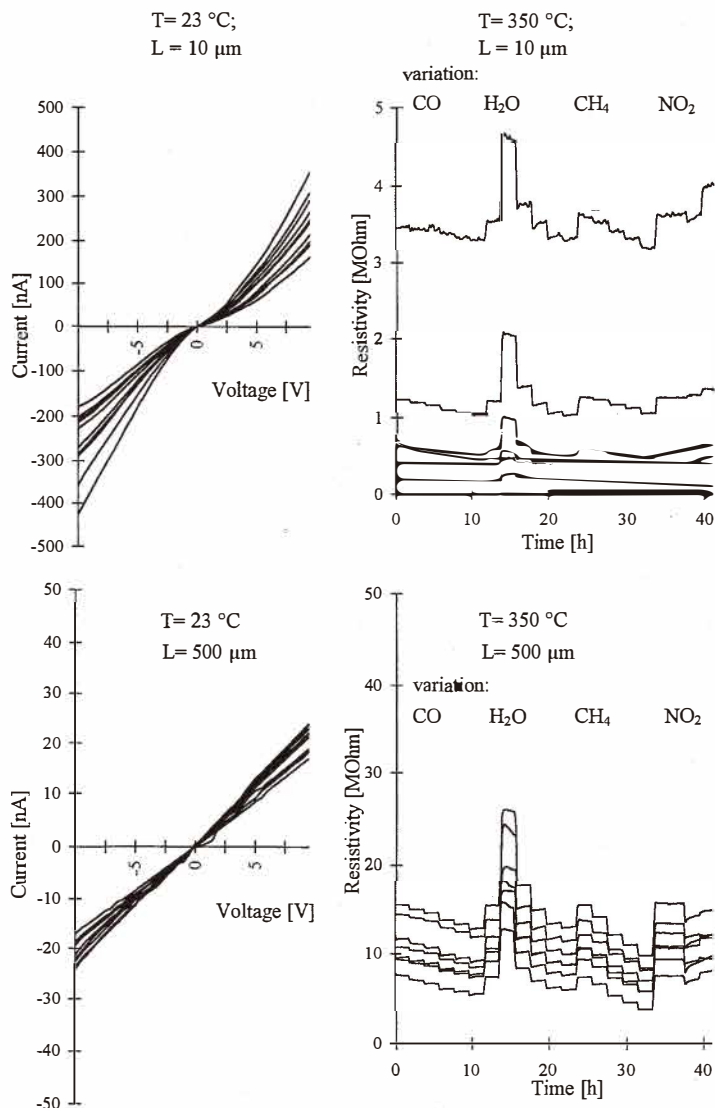 T= 23 °C;
L = 10 µm
500
400
300
200
100
0
-100
-200
-300
-400
-500
-5
0
5
Current [nA]
Voltage [V]
T= 350 °C;
L = 10 µm
variation:
CO H₂O CH₄ NO₂
5
4
2
1
0
Resistivity [MOhm]
0 10 20 30 40
Time [h]
T= 23 °C
L= 500 µm
50
40
30
20
10
0
-10
-20
-30
-40
-50
-5
0
5
Current [nA]
Voltage [V]
T= 350 °C
L= 500 µm
variation:
CO H₂O CH₄ NO₂
50
40
30
20
10
0
Resistivity [MOhm]
0 10 20 30 40
Time [h]